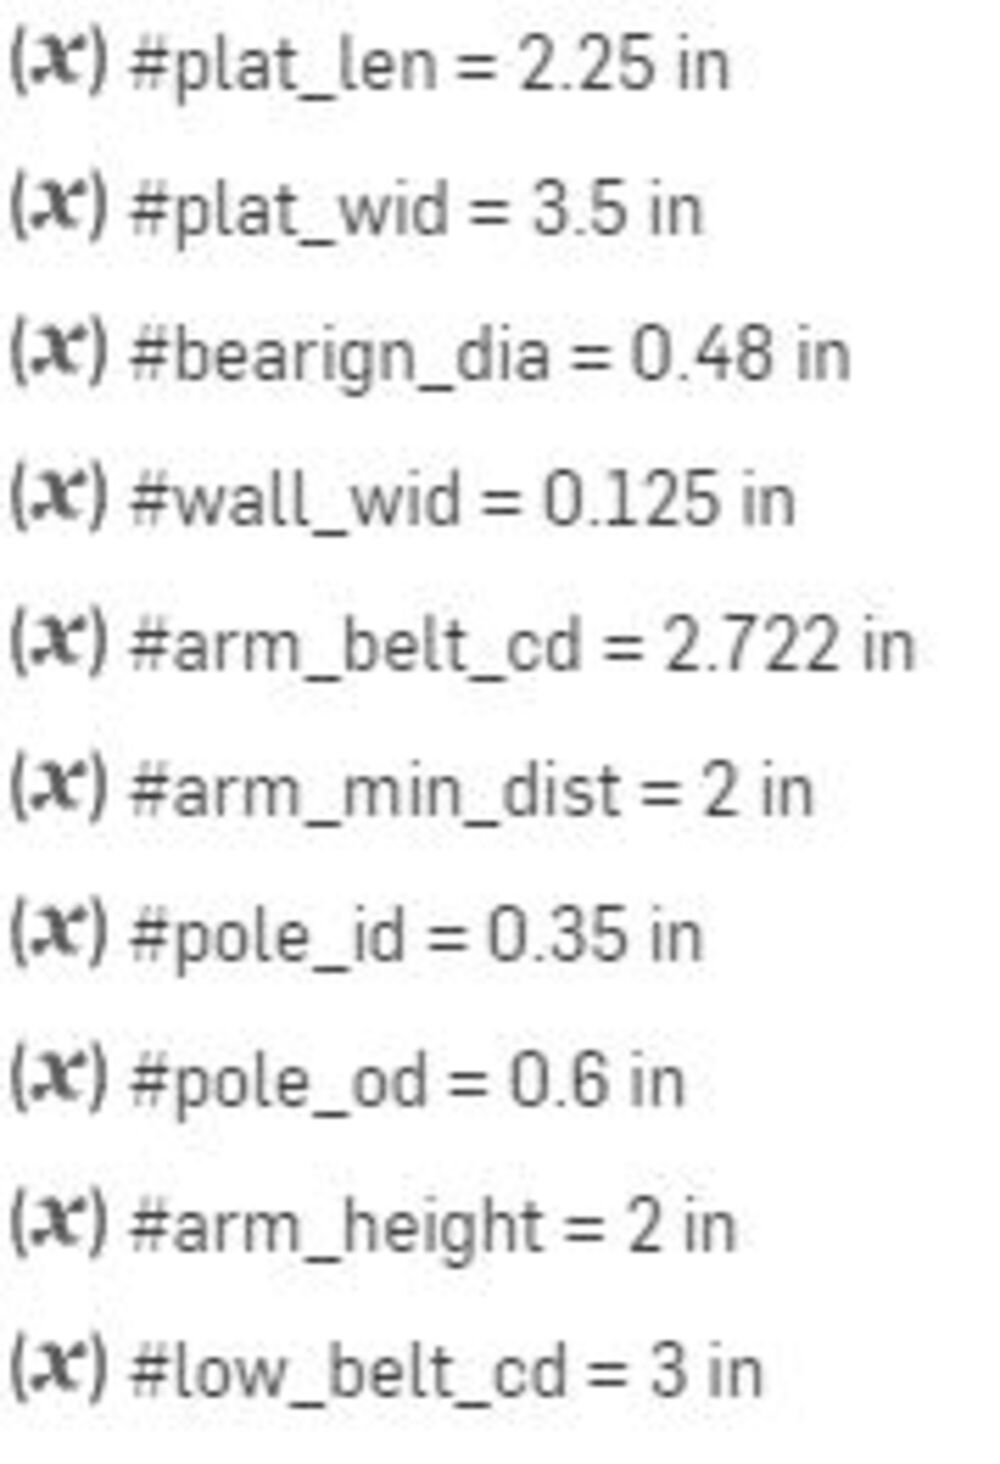 (x) #plat_len = 2.25 in
(x) #plat_wid = 3.5 in
(x) #bearign_dia = 0.48 in
(x) #wall_wid = 0.125 in
(x) #arm_belt_cd = 2.722 in
(x) #arm_min_dist = 2 in
(x) #pole_id = 0.35 in
(x) #pole_od = 0.6 in
(x) #arm_height = 2 in
(x) #low_belt_cd = 3 in